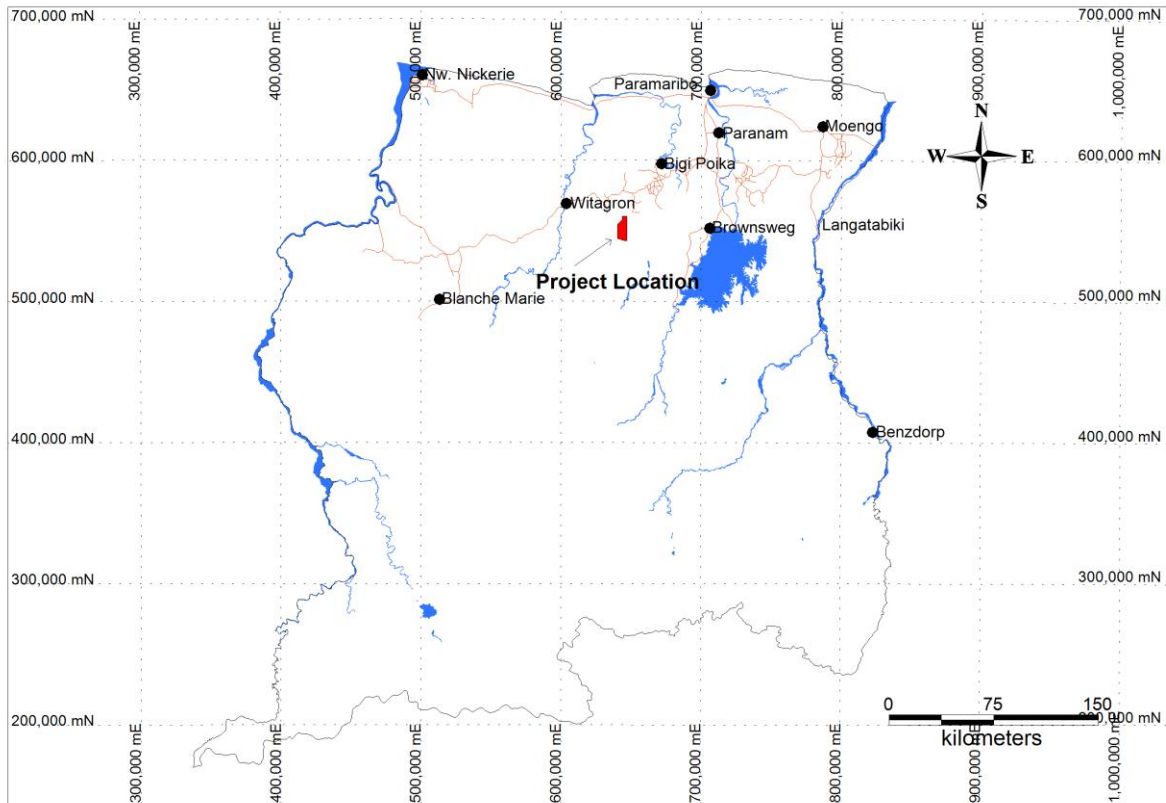 700,000 mN
700,000 mN
300,000 mE
400,000 mE
500,000 mE
600,000 mE
700,000 mE
800,000 mE
900,000 mE
1,000,000 mE
Nw. Nickerie
Paramaribo
Paranam
Moengo
N
W
E
S
600,000 mN
600,000 mN
Bigi Poika
Witagron
Brownsweg
Langatabiki
Project Location
Blanche Marie
500,000 mN
500,000 mN
400,000 mN
400,000 mN
Benzdorp
300,000 mN
300,000 mN
200,000 mN
0
75
150
kilometers
300,000 mE
400,000 mE
500,000 mE
600,000 mE
700,000 mE
800,000 mE
900,000 mE
1,000,000 mE